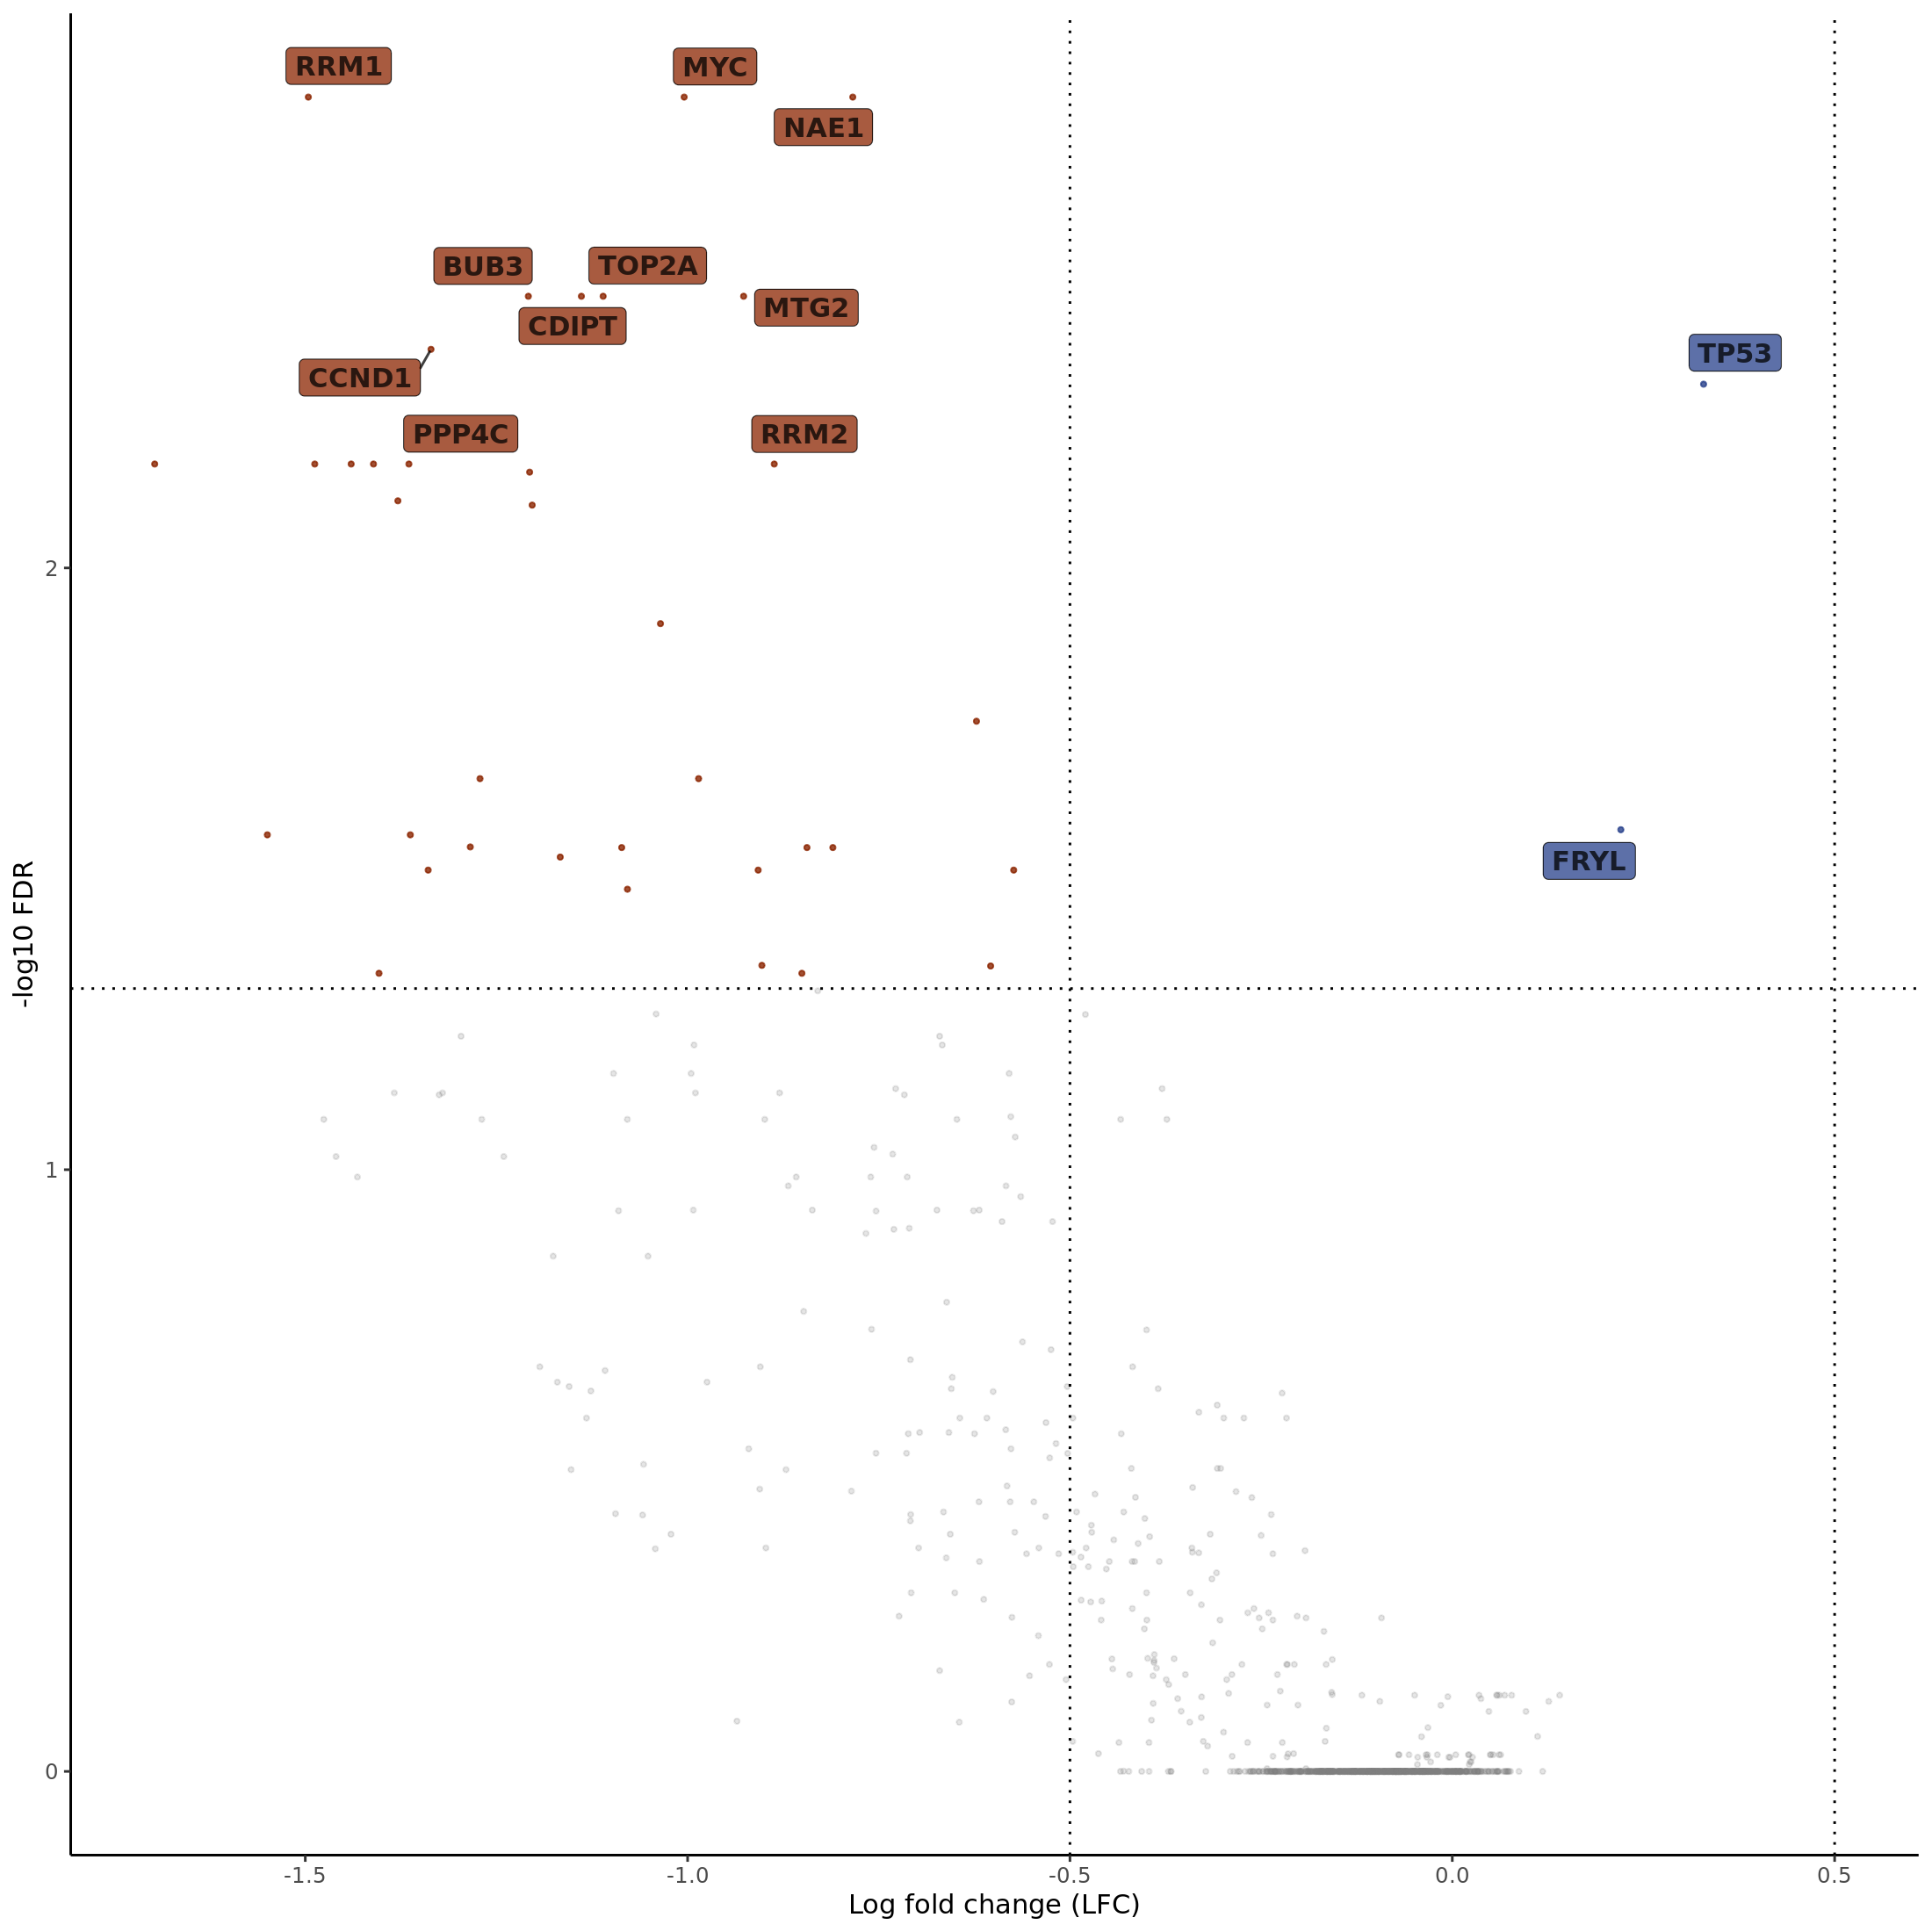 RRM1
MYC
NAE1
BUB3
TOP2A
MTG2
CDIPT
TP53
CCND1
PPP4C
RRM2
FRYL
2
1
0
-log10 FDR
-1.5
-1.0
-0.5
0.0
0.5
Log fold change (LFC)